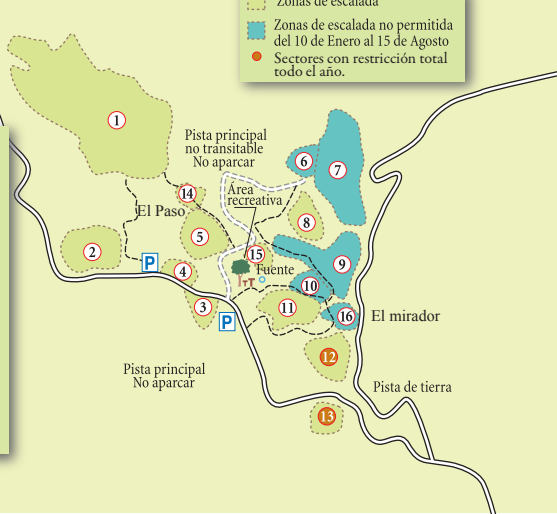 Zonas de escalada
Zonas de escalada no permitida
del 10 de Enero al 15 de Agosto
Sectores con restricción total
todo el año.
1
Pista principal
no transitable
No aparcar
6
7
14
Área
recreativa
El Paso
8
5
2
P
15
9
4
Fuente
10
3
11
P
16
El mirador
12
Pista principal
No aparcar
Pista de tierra
13